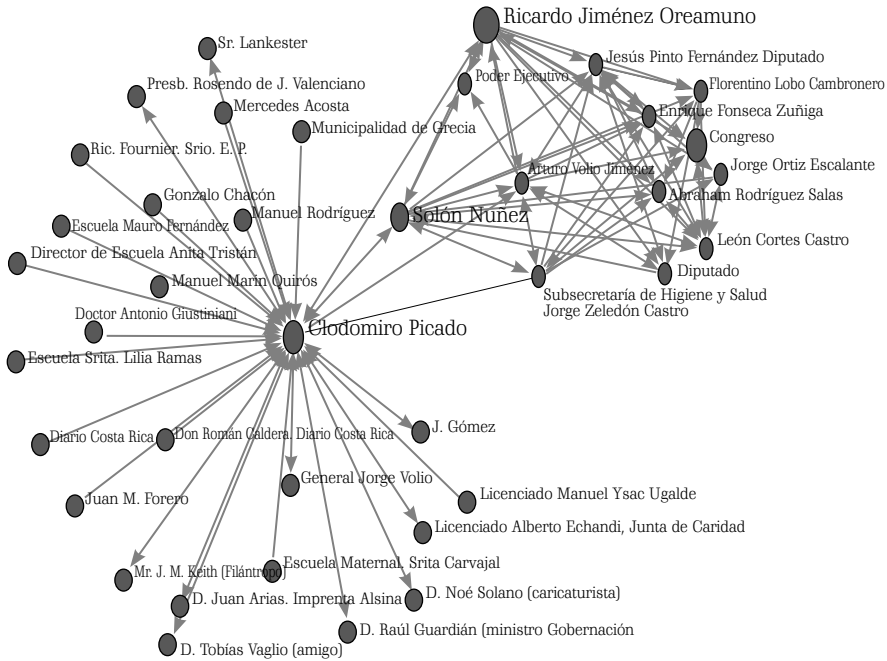 Ricardo Jiménez Oreamuno
Sr. Lankester
Jesús Pinto Fernández Diputado
Presb. Rosendo de J. Valenciano
Poder Ejecutivo
Florentino Lobo Cambronero
Mercedes Acosta
Enrique Fonseca Zuñiga
Municipalidad de Grecia
Congreso
Ric. Fournier. Srio. E. P.
Arturo Volio Jiménez
Jorge Ortiz Escalante
Gonzalo Chacón
Abraham Rodríguez Salas
Manuel Rodríguez
Solón Nuñez
Escuela Mauro Fernández
León Cortes Castro
Director de Escuela Anita Tristán
Diputado
Manuel Marín Quirós
Subsecretaría de Higiene y Salud
Jorge Zeledón Castro
Doctor Antonio Giustiniani
Clodomiro Picado
Escuela Srita. Lilia Ramas
J. Gómez
Diario Costa Rica
Don Román Caldera. Diario Costa Rica
General Jorge Volio
Juan M. Forero
Licenciado Manuel Ysac Ugalde
Licenciado Alberto Echandi, Junta de Caridad
Escuela Maternal. Srita Carvajal
Mr. J. M. Keith (Filántropo)
D. Noé Solano (caricaturista)
D. Juan Arias. Imprenta Alsina
D. Raúl Guardián (ministro Gobernación
D. Tobías Vaglio (amigo)